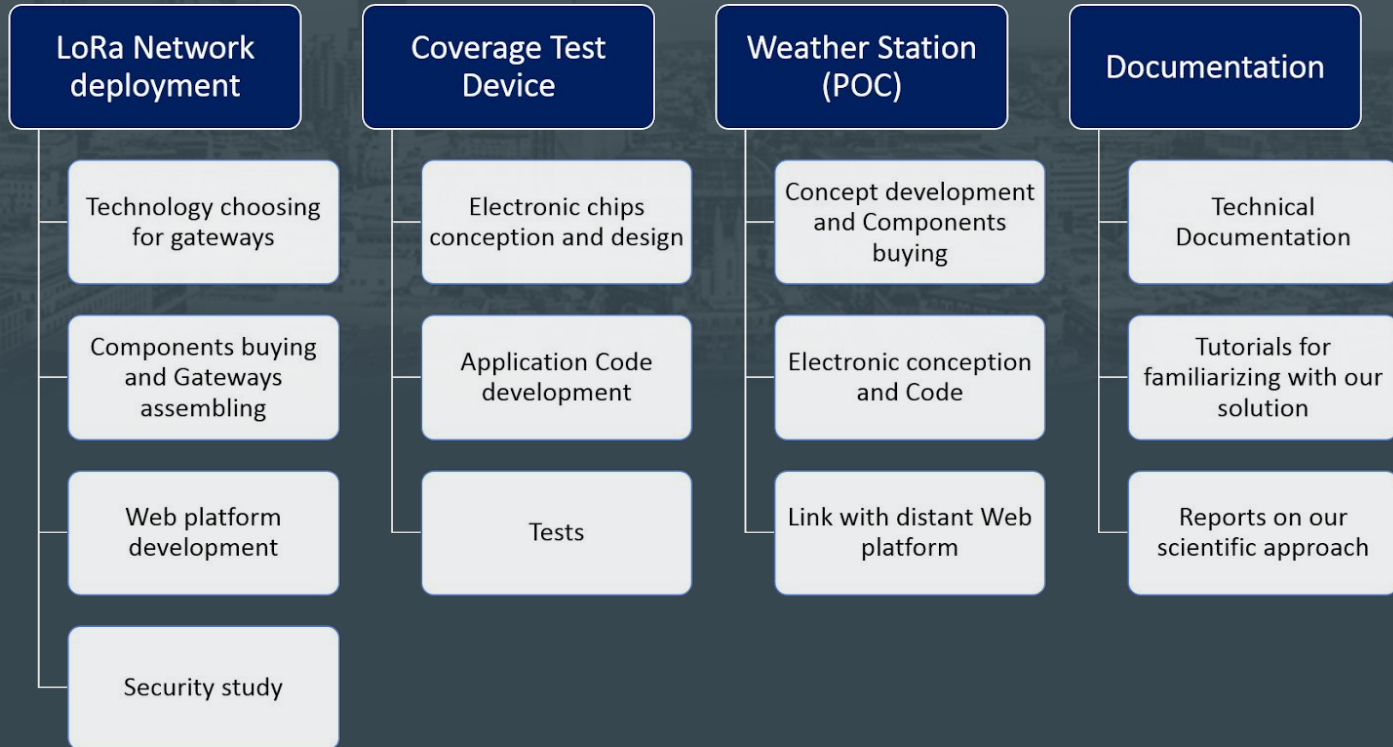 LoRa Network
deployment
Technology choosing
for gateways
Components buying
and Gateways
assembling
Web platform
development
Security study
Coverage Test
Device
Electronic chips
conception and design
Application Code
development
Tests
Weather Station
(POC)
Concept development
and Components
buying
Electronic conception
and Code
Link with distant Web
platform
Documentation
Technical
Documentation
Tutorials for
familiarizing with our
solution
Reports on our
scientific approach